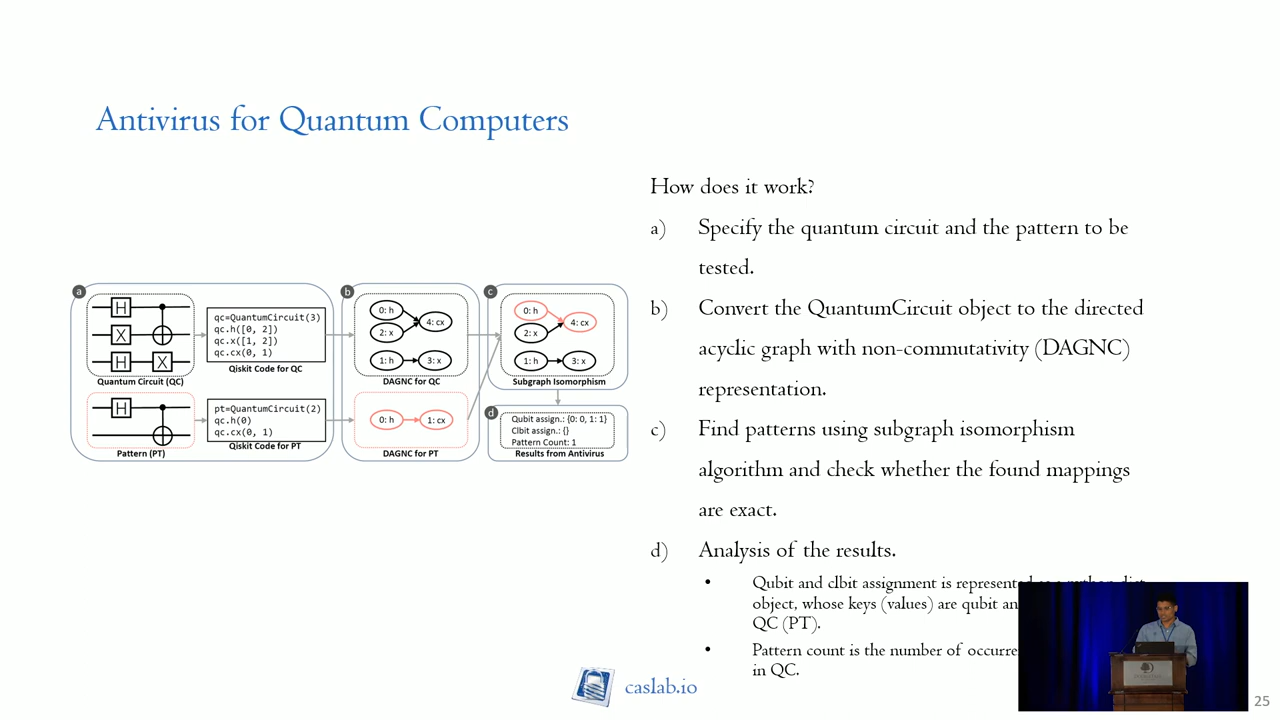 Antivirus for Quantum Computers
How does it work?
a) Specify the quantum circuit and the pattern to be
tested.
b) Convert the QuantumCircuit object to the directed
acyclic graph with non-commutativity (DAGNC)
representation.
c) Find patterns using subgraph isomorphism
algorithm and check whether the found mappings
are exact.
d) Analysis of the results.
• Qubit and clbit assignment is represented
object, whose keys (values) are qubit
QC (PT).
• Pattern count is the number of
in QC.
a
H
X
H X
Quantum Circuit (QC)
qc=QuantumCircuit(3)
qc.h([0, 2])
qc.x([1, 2])
qc.cx(0, 1)
Qiskit Code for QC
H
Pattern (PT)
pt=QuantumCircuit(2)
qc.h(0)
qc.cx(0, 1)
Qiskit Code for PT
b
0: h
2: x
4: cx
1: h
3: x
DAGNC for QC
0: h
1: cx
DAGNC for PT
c
0: h
2: x
4: cx
1: h
3: x
Subgraph Isomorphism
d
Qubit assign.: {0: 0, 1: 1}
Clbit assign.: {}
Pattern Count: 1
Results from Antivirus
caslab.io
25